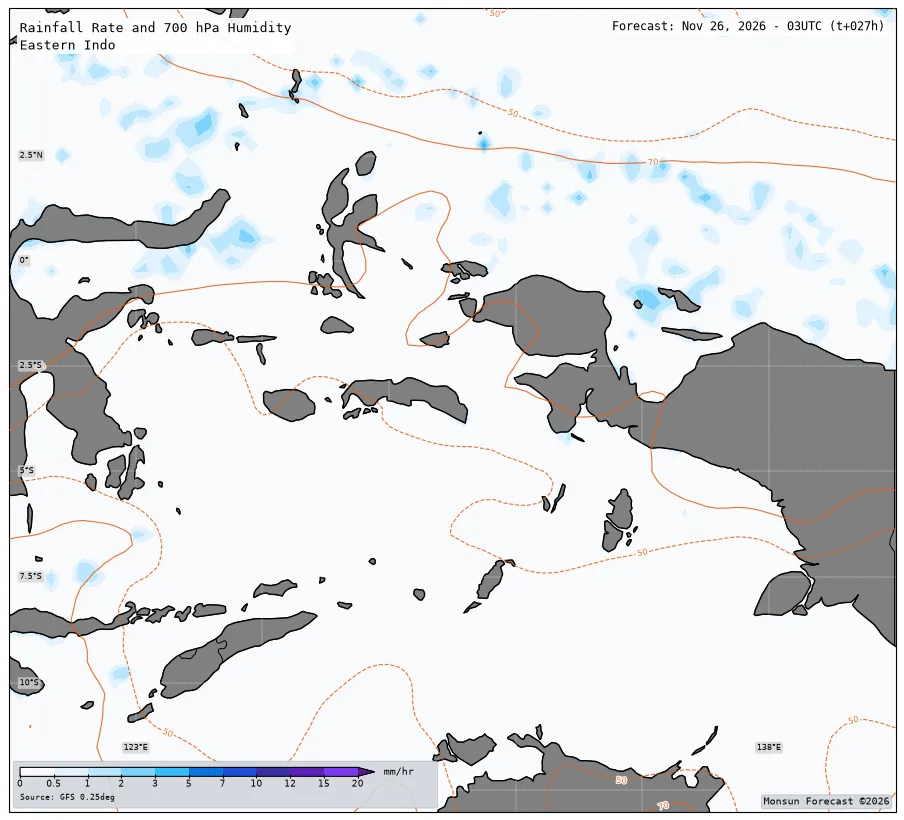 Rainfall Rate and 700 hPa Humidity
Eastern Indo
Forecast: Nov 26, 2026 - 03UTC (t+027h)
50
50
2.5°N
70
0°
2.5°S
5°S
50
7.5°S
10°S
50
50
123°E
138°E
50
70
0 0.5 1 2 3 5 7 10 12 15 20 mm/hr
Source: GFS 0.25deg
Monsun Forecast ©2026